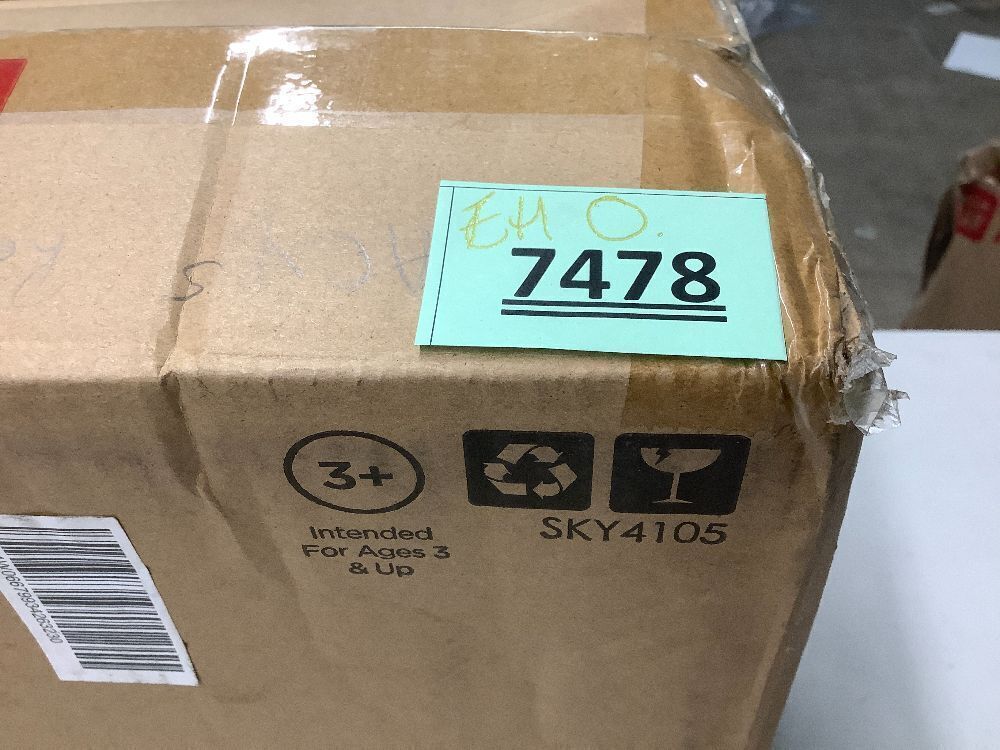 EH O.
7478
3+
Intended
For Ages 3
& Up
SKY4105